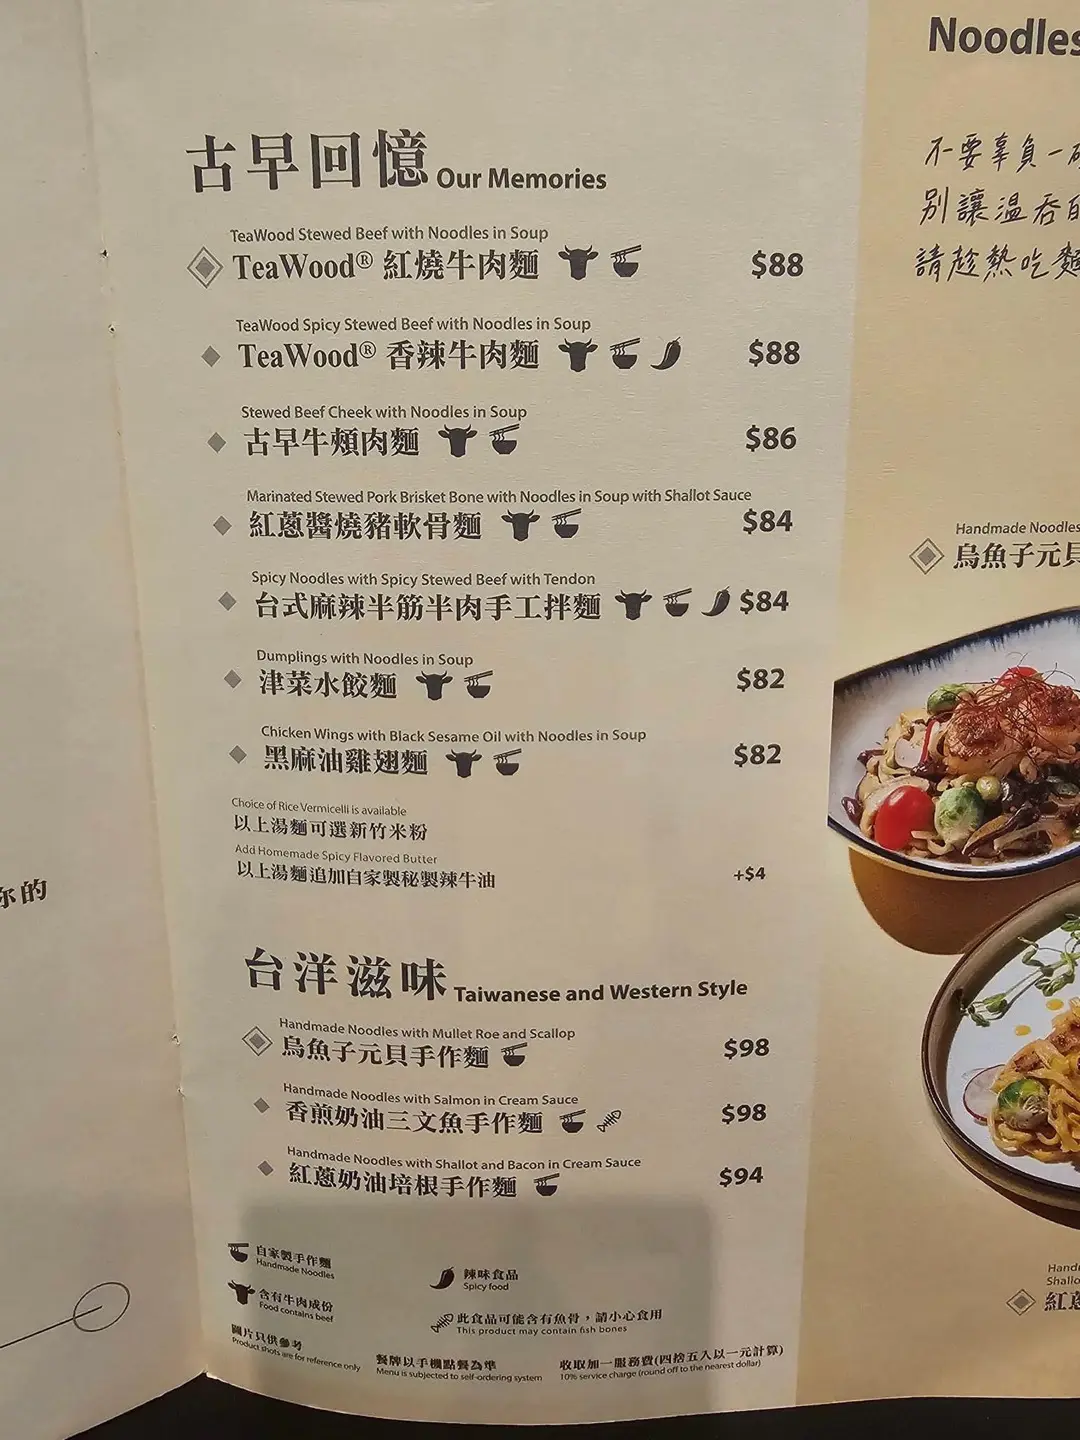 古早回憶 Our Memories
TeaWood Stewed Beef with Noodles in Soup
TeaWood® 紅燒牛肉麵 $88
TeaWood Spicy Stewed Beef with Noodles in Soup
TeaWood® 香辣牛肉麵 $88
Stewed Beef Cheek with Noodles in Soup
古早牛頰肉麵 $86
Marinated Stewed Pork Brisket Bone with Noodles in Soup with Shallot Sauce
紅蔥醬燒豬軟骨麵 $84
Spicy Noodles with Spicy Stewed Beef with Tendon
台式麻辣半筋半肉手工拌麵 $84
Dumplings with Noodles in Soup
津菜水餃麵 $82
Chicken Wings with Black Sesame Oil with Noodles in Soup
黑麻油雞翅麵 $82
Choice of Rice Vermicelli is available
以上湯麵可選新竹米粉
Add Homemade Spicy Flavored Butter
以上湯麵追加自家製秘製辣牛油 +$4
台洋滋味 Taiwanese and Western Style
Handmade Noodles with Mullet Roe and Scallop
烏魚子元貝手作麵 $98
Handmade Noodles with Salmon in Cream Sauce
香煎奶油三文魚手作麵 $98
Handmade Noodles with Shallot and Bacon in Cream Sauce
紅蔥奶油培根手作麵 $94
自家製手作麵
Handmade Noodles
辣味食品
Spicy food
含有牛肉成份
Food contains beef
此食品可能含有魚骨，請小心食用
This product may contain fish bones
圖片只供參考
Product shots are for reference only
餐牌以手機點餐為準
Menu is subjected to self-ordering system
收取加一服務費(四捨五入以一元計算)
10% service charge (round off to the nearest dollar)
你的
Noodles
不要辜負一
別讓溫吞的
請趁熱吃麵
Handmade Noodles
烏魚子元貝
Shallo
紅蔥